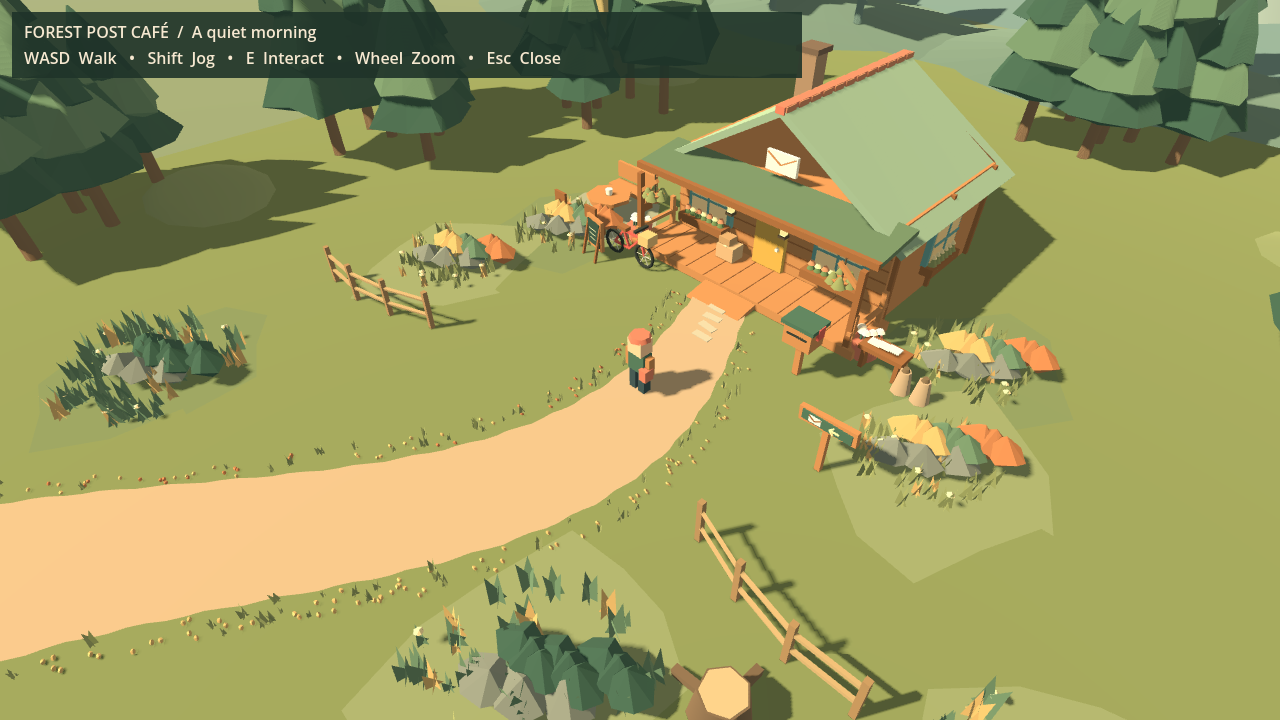 FOREST POST CAFÉ / A quiet morning
WASD Walk • Shift Jog • E Interact • Wheel Zoom • Esc Close